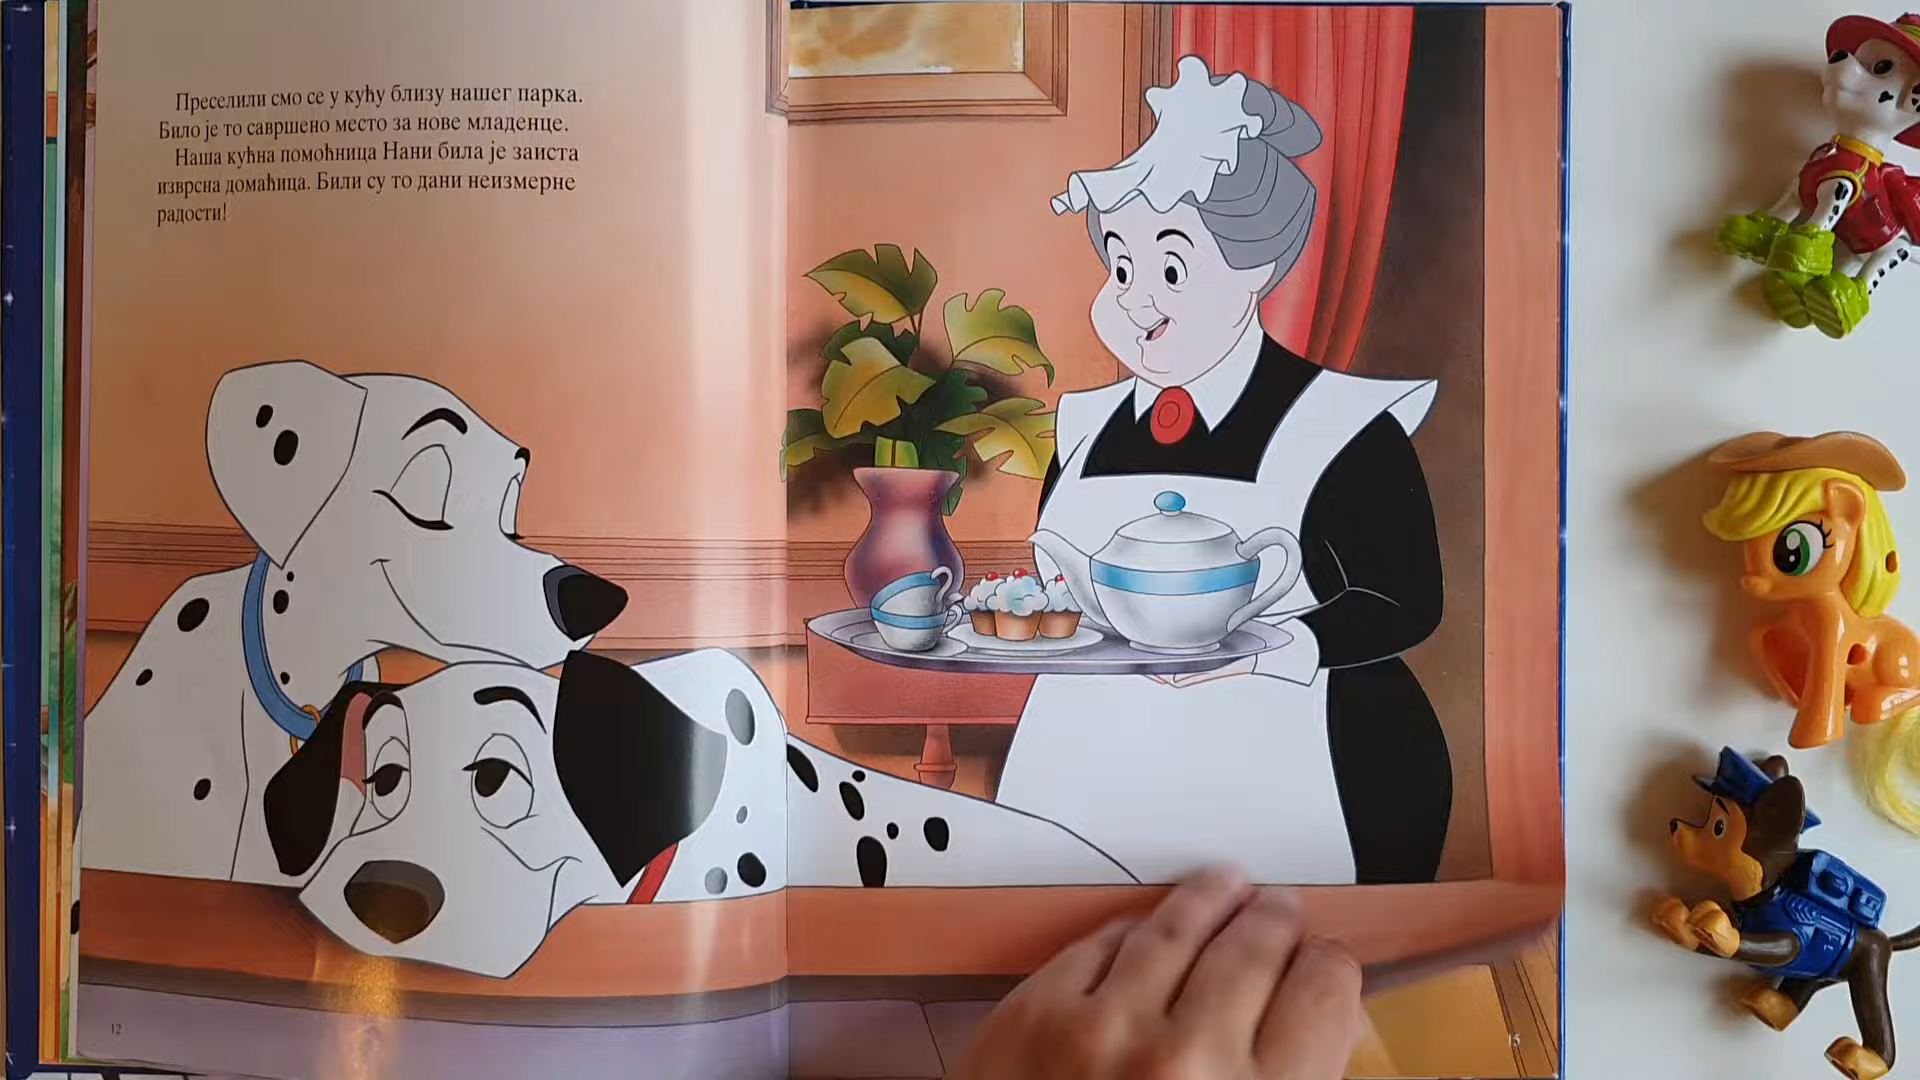 Преселили смо се у кућу близу нашег парка.
Било је то савршено место за нове младенце.
Наша кућна помоћница Нани била је заиста
изврсна домаћица. Били су то дани неизмерне
радости!
12